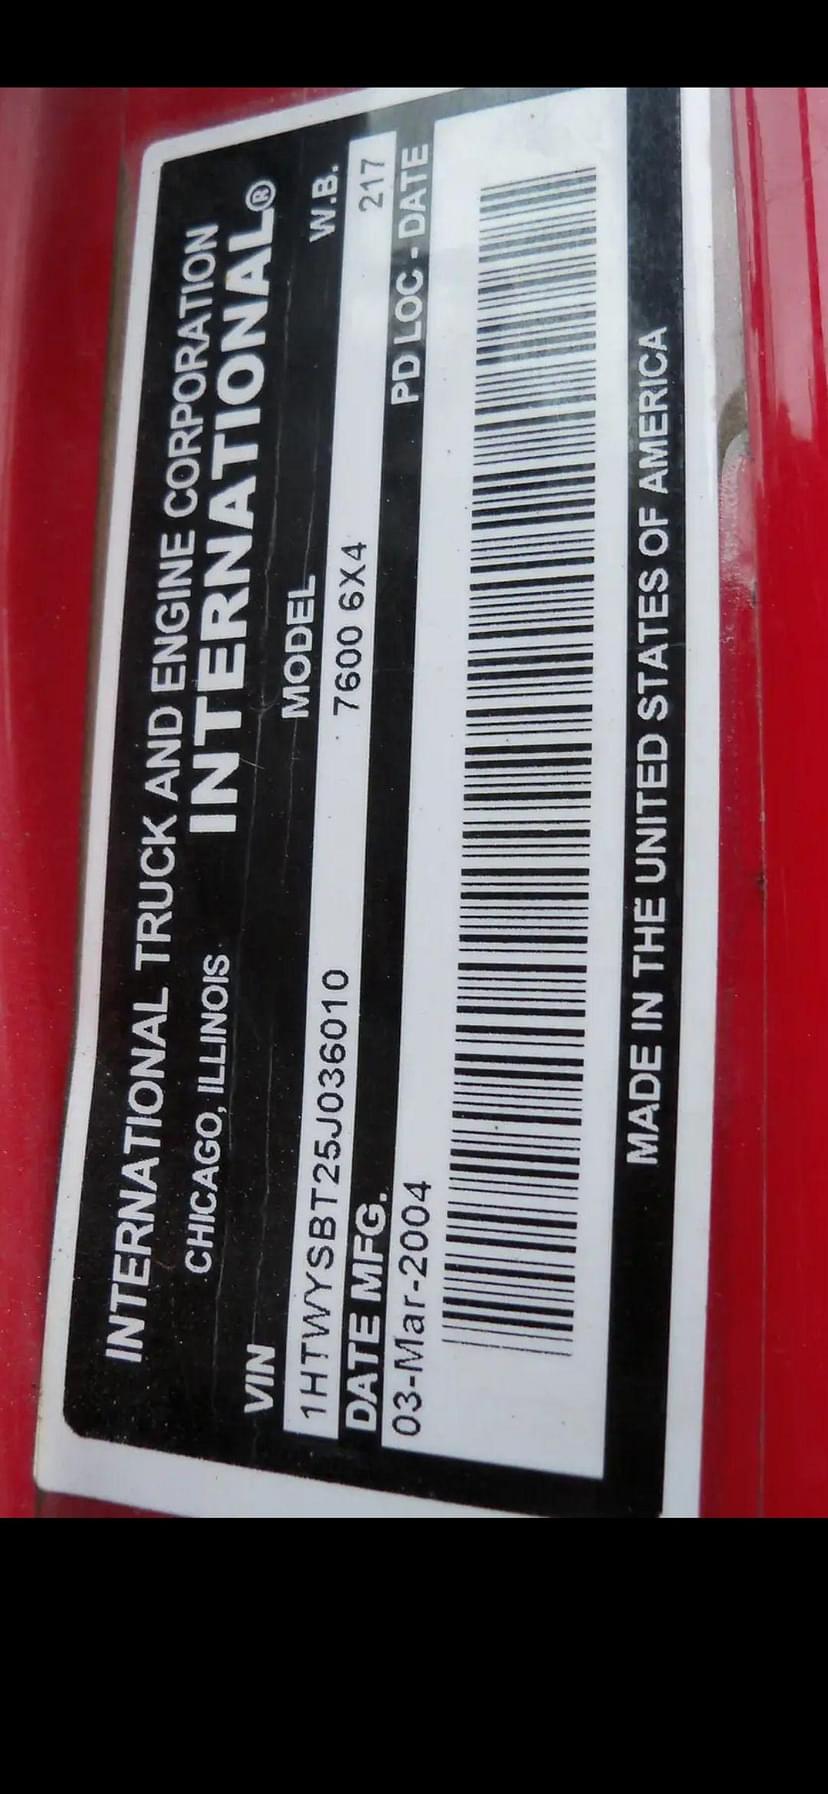 INTERNATIONAL TRUCK AND ENGINE CORPORATION
CHICAGO, ILLINOIS INTERNATIONAL®
VIN MODEL W.B.
1HTWYSBT25J036010 7600 6X4 217
DATE MFG. PD LOC - DATE
03-Mar-2004
MADE IN THE UNITED STATES OF AMERICA